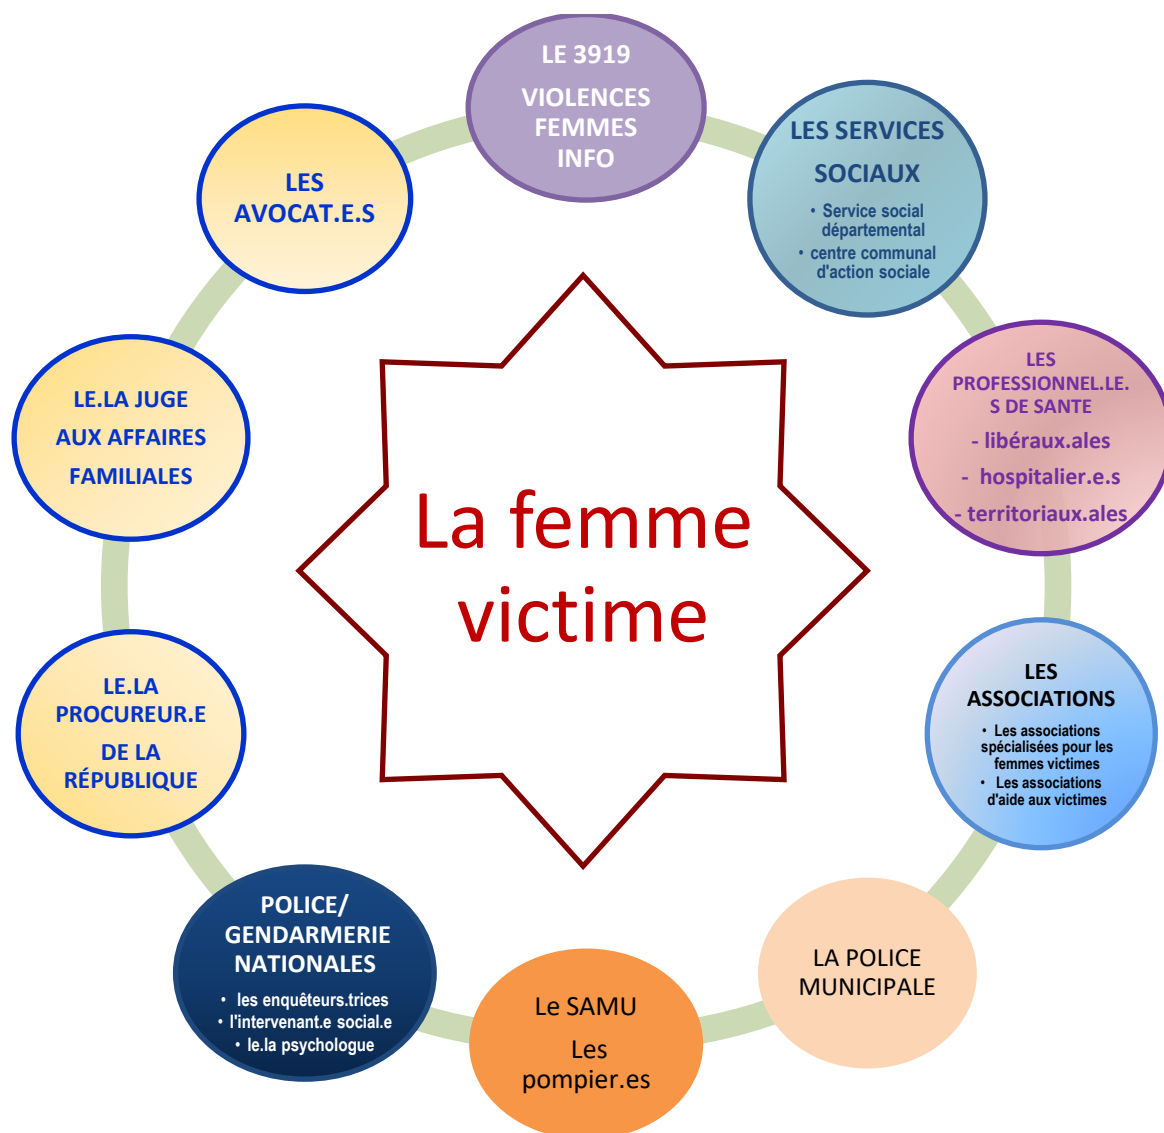 LE 3919
VIOLENCES
FEMMES
INFO
LES SERVICES
SOCIAUX
• Service social
départemental
• centre communal
d'action sociale
LES
PROFESSIONNEL.LE.
S DE SANTE
- libéraux.ales
- hospitalier.e.s
- territoriaux.ales
LES
ASSOCIATIONS
• Les associations
spécialisées pour les
femmes victimes
• Les associations
d'aide aux victimes
LA POLICE
MUNICIPALE
Le SAMU
Les
pompier.es
POLICE/
GENDARMERIE
NATIONALES
• les enquêteurs.trices
• l'intervenant.e social.e
• le.la psychologue
LE.LA
PROCUREUR.E
DE LA
RÉPUBLIQUE
LE.LA JUGE
AUX AFFAIRES
FAMILIALES
LES
AVOCAT.E.S
La femme
victime